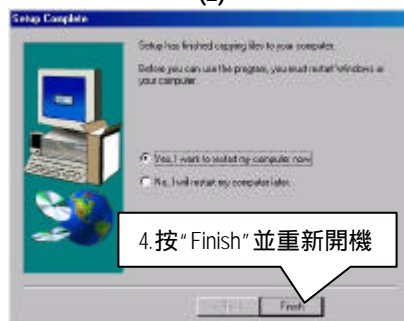 Setup Complete
Setup has finished copying files to your computer.
Before you can use the program, you must restart Windows or
your computer.
Yes, I want to restart my computer now.
No, I will restart my computer later.
4.按“Finish”並重新開機
Finish